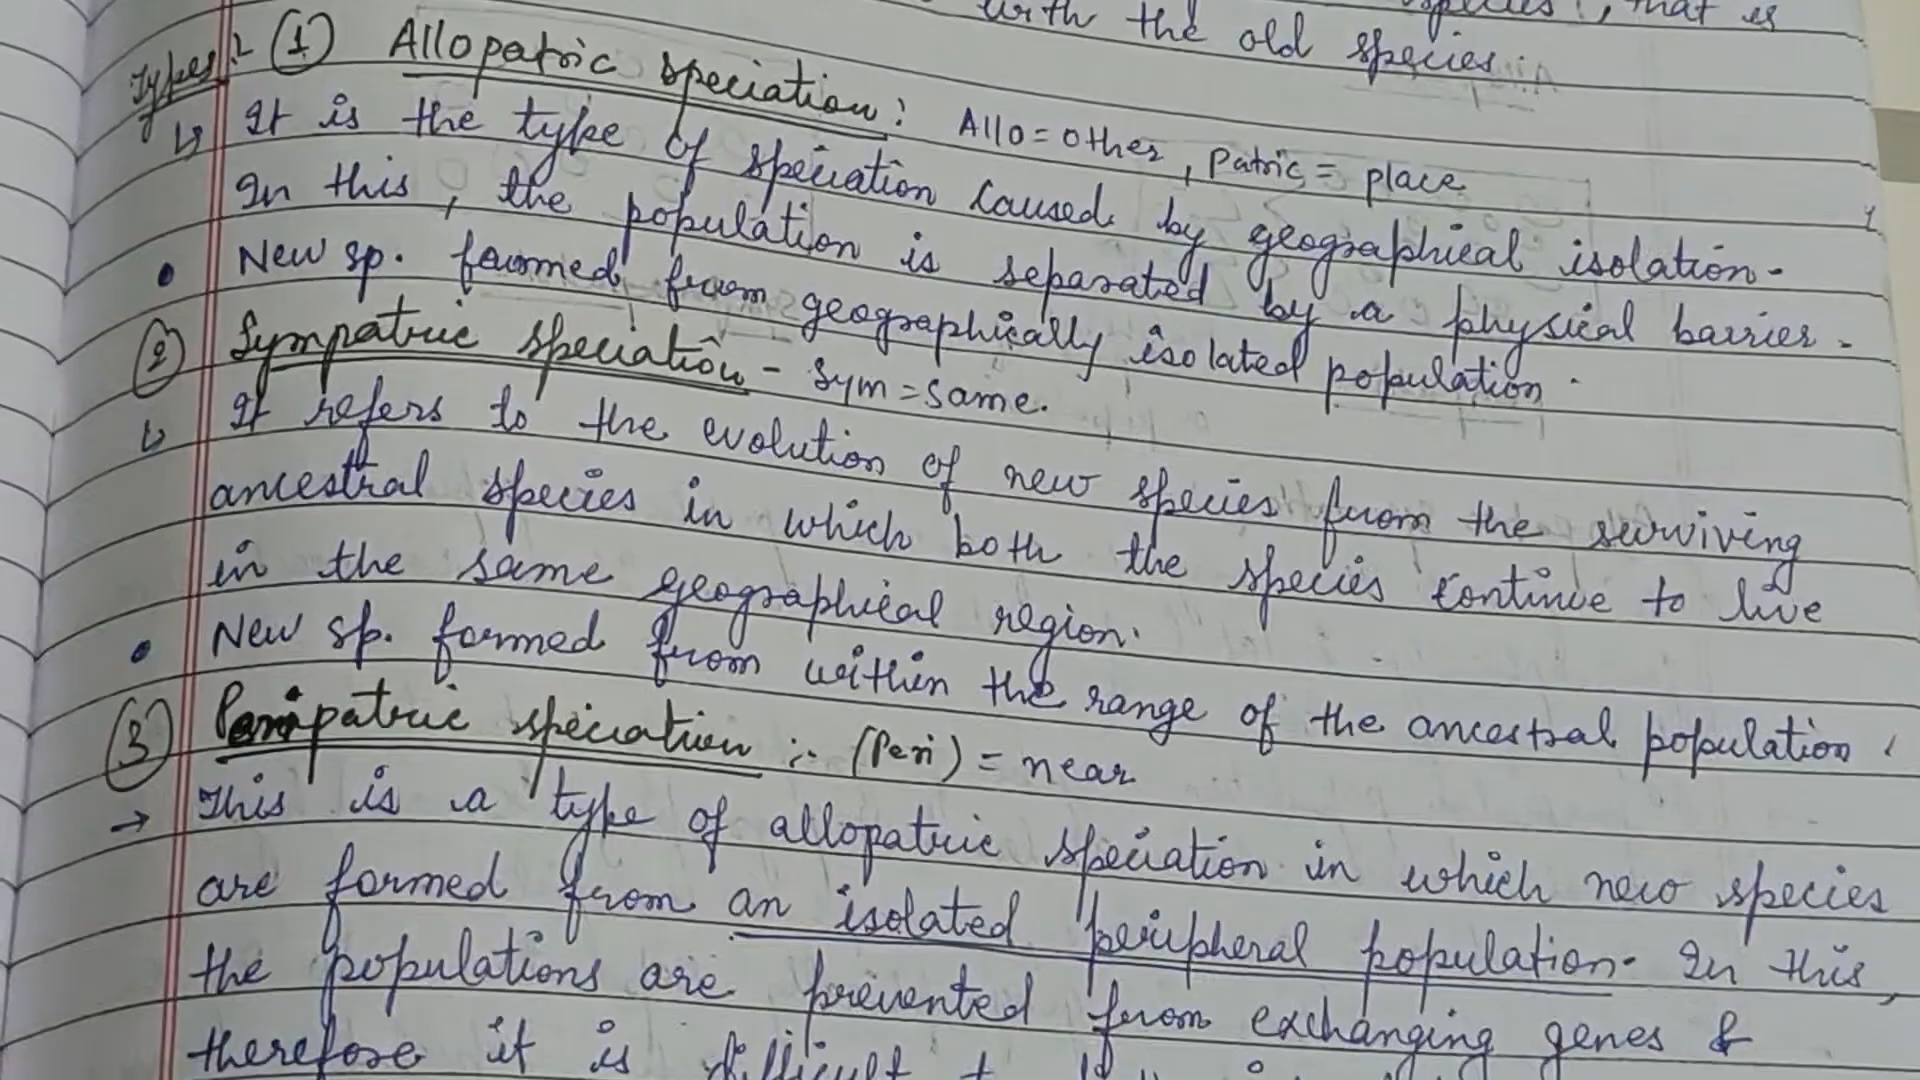 species, that is
with the old species.
Types:- (1) Allopatric speciation: Allo = other, Patric = place
↳ It is the type of speciation caused by geographical isolation.
In this, the population is separated by a physical barrier.
• New sp. formed from geographically isolated population.
(2) Sympatric speciation - Sym = same.
↳ It refers to the evolution of new species from the surviving
ancestral species in which both the species continue to live
in the same geographical region.
• New sp. formed from within the range of the ancestral population.
(3) Peripatric speciation :- (Peri) = near
→ This is a type of allopatric speciation in which new species
are formed from an isolated peripheral population. In this,
the populations are prevented from exchanging genes &
therefore it is difficult